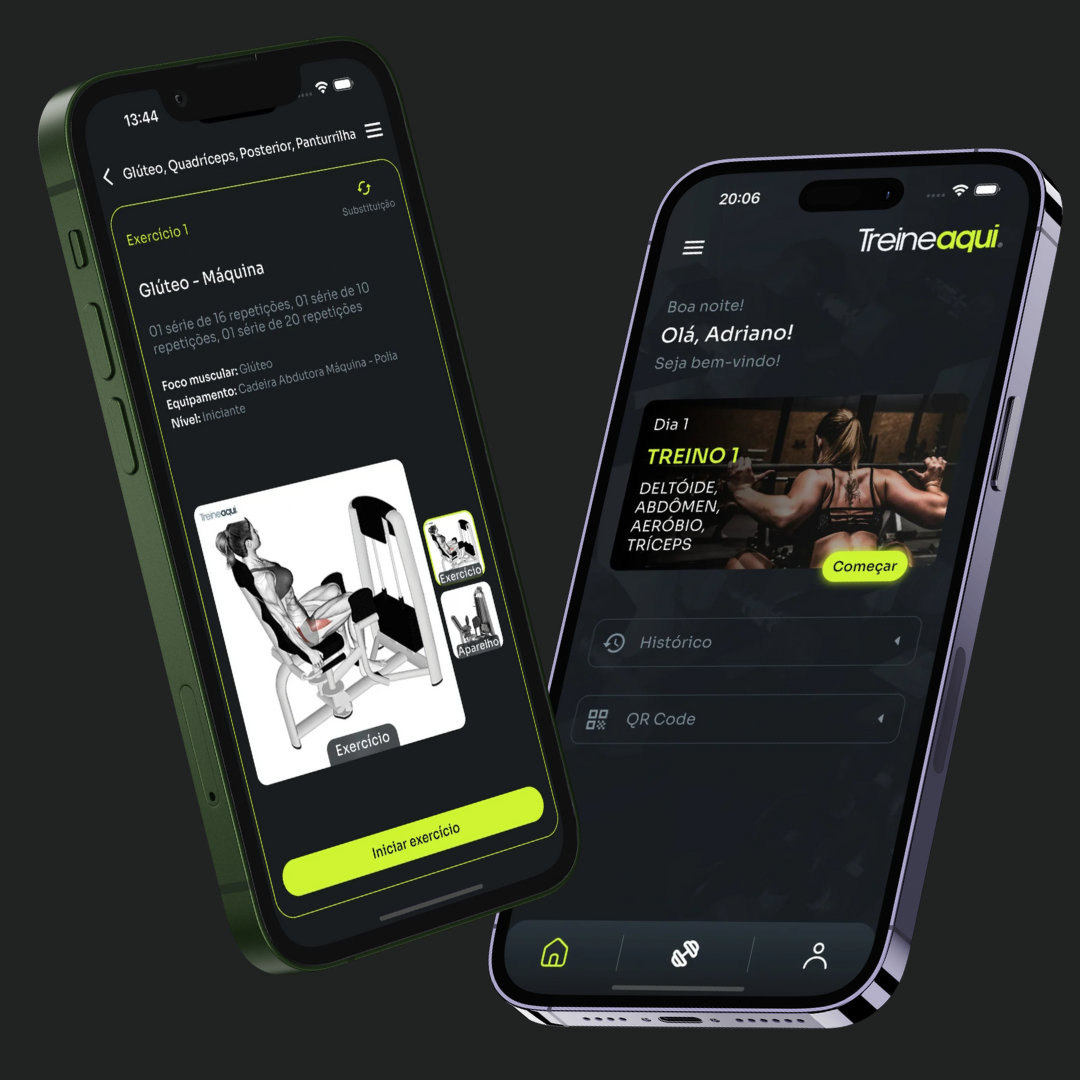 13:44
Glúteo, Quadríceps, Posterior, Panturrilha
Substituição
Exercício 1
Glúteo - Máquina
01 série de 16 repetições, 01 série de 10
repetições, 01 série de 20 repetições
Foco muscular: Glúteo
Equipamento: Cadeira Abdutora Máquina - Polia
Nível: Iniciante
Treineaqui
Exercício
Aparelho
Exercício
Iniciar exercício
20:06
Treineaqui
Boa noite!
Olá, Adriano!
Seja bem-vindo!
Dia 1
TREINO 1
DELTÓIDE,
ABDÔMEN,
AERÓBIO,
TRÍCEPS
Começar
Histórico
QR Code